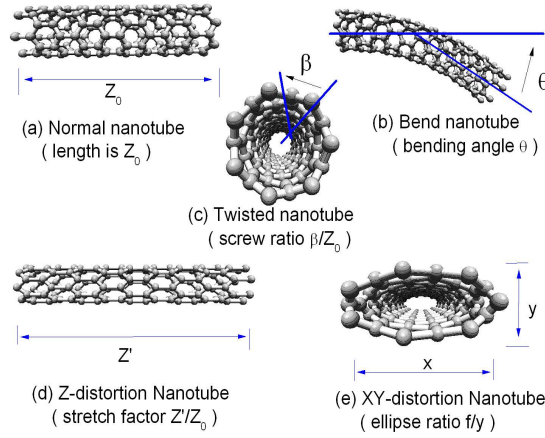 Z₀
(a) Normal nanotube
( length is Z₀ )
θ
(b) Bend nanotube
( bending angle θ )
β
(c) Twisted nanotube
( screw ratio β/Z₀ )
Z'
(d) Z-distortion Nanotube
( stretch factor Z'/Z₀ )
y
x
(e) XY-distortion Nanotube
( ellipse ratio f/y )